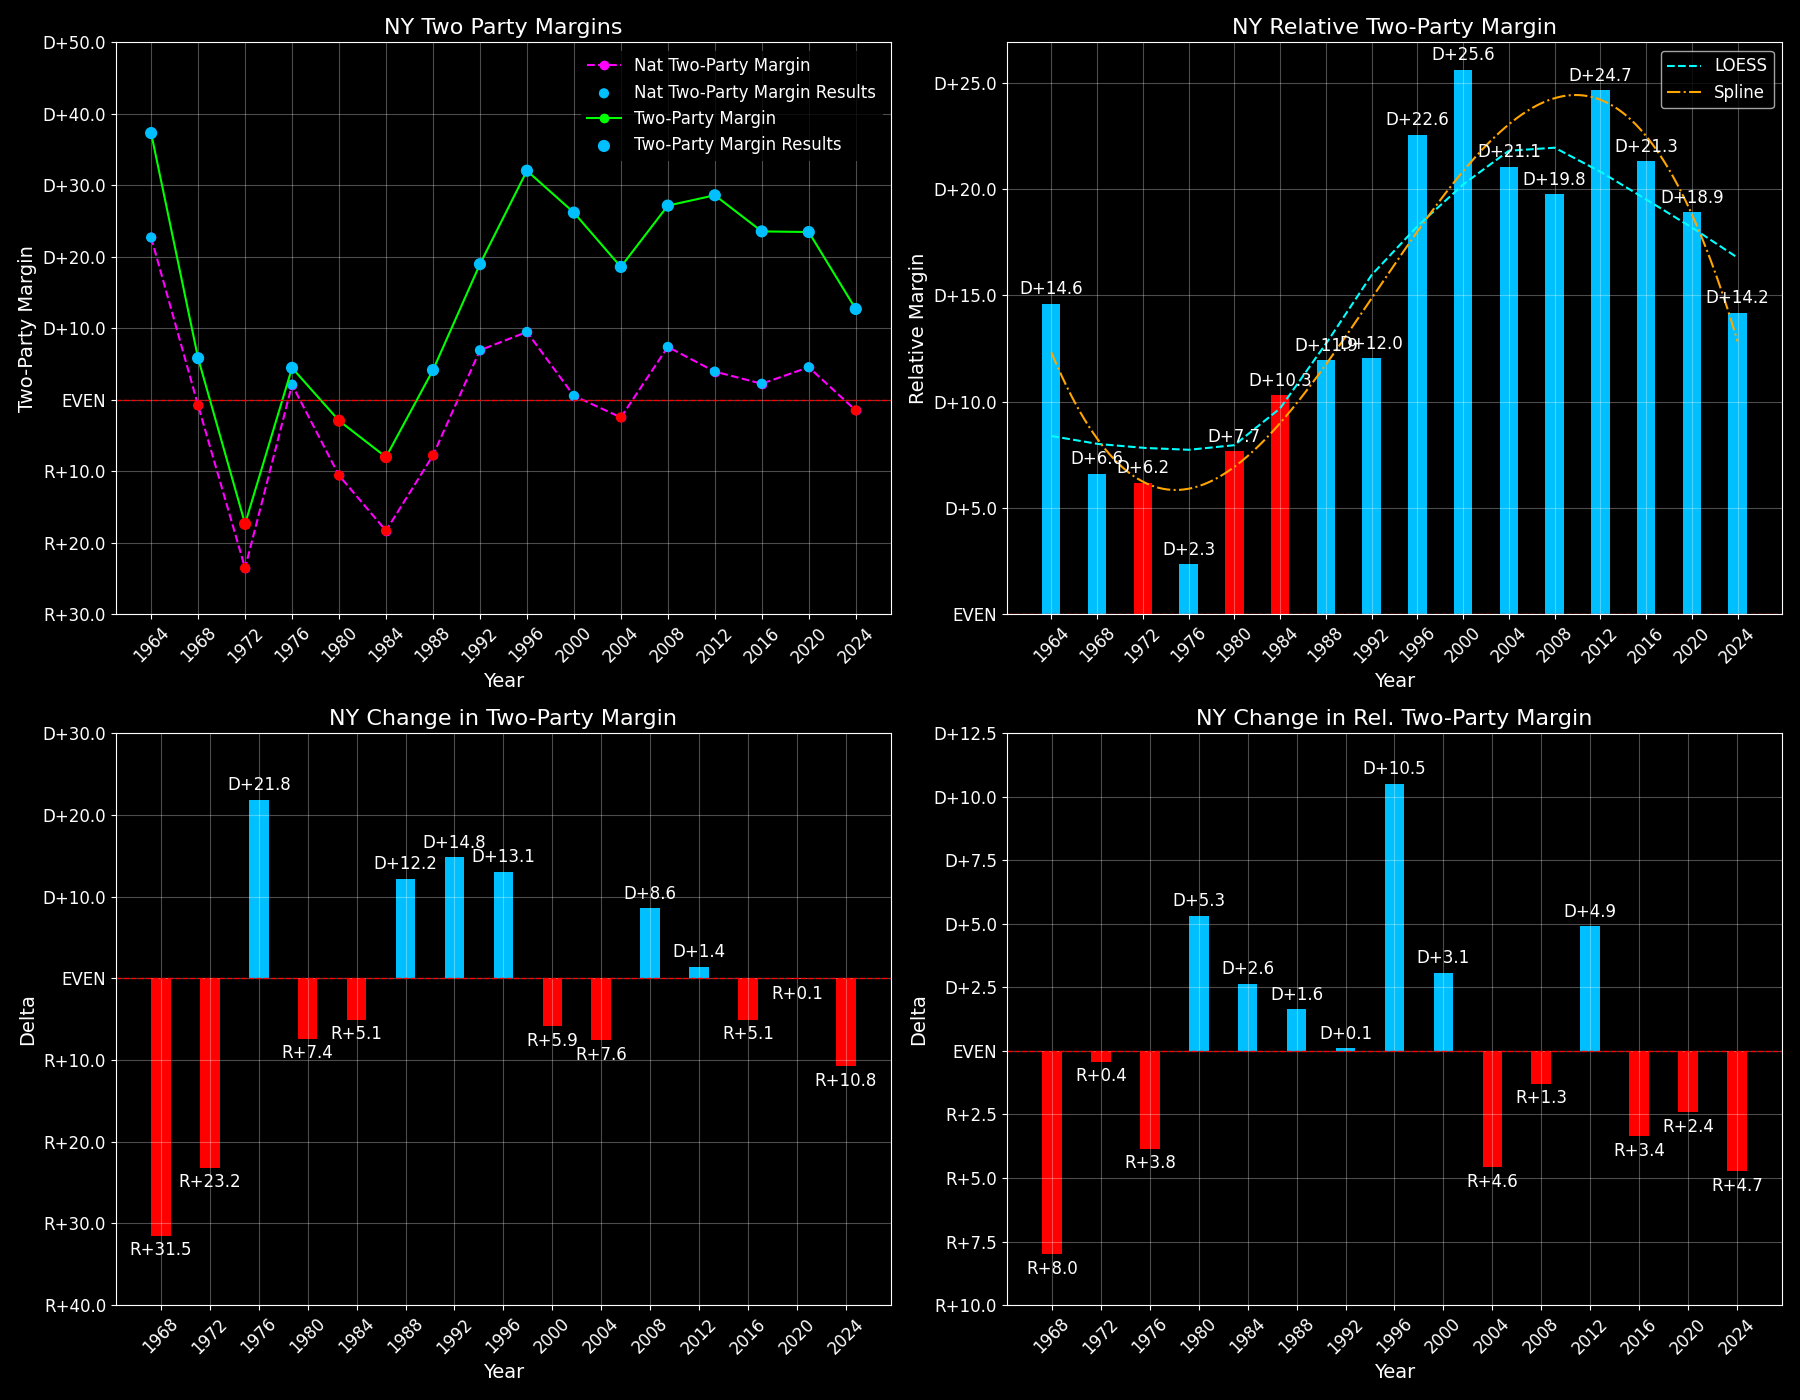 NY Two Party Margins
D+50.0
D+40.0
D+30.0
D+20.0
D+10.0
EVEN
R+10.0
R+20.0
R+30.0
Two-Party Margin
Nat Two-Party Margin
Nat Two-Party Margin Results
Two-Party Margin
Two-Party Margin Results
1964
1968
1972
1976
1980
1984
1988
1992
1996
2000
2004
2008
2012
2016
2020
2024
Year
NY Relative Two-Party Margin
D+25.0
D+20.0
D+15.0
D+10.0
D+5.0
EVEN
Relative Margin
LOESS
Spline
D+14.6
D+6.6
D+6.2
D+2.3
D+7.7
D+10.3
D+11.9
D+12.0
D+22.6
D+25.6
D+21.1
D+19.8
D+24.7
D+21.3
D+18.9
D+14.2
1964
1968
1972
1976
1980
1984
1988
1992
1996
2000
2004
2008
2012
2016
2020
2024
Year
NY Change in Two-Party Margin
D+30.0
D+20.0
D+10.0
EVEN
R+10.0
R+20.0
R+30.0
R+40.0
Delta
R+31.5
R+23.2
D+21.8
R+7.4
R+5.1
D+12.2
D+14.8
D+13.1
R+5.9
R+7.6
D+8.6
D+1.4
R+5.1
R+0.1
R+10.8
1968
1972
1976
1980
1984
1988
1992
1996
2000
2004
2008
2012
2016
2020
2024
Year
NY Change in Rel. Two-Party Margin
D+12.5
D+10.0
D+7.5
D+5.0
D+2.5
EVEN
R+2.5
R+5.0
R+7.5
R+10.0
Delta
R+8.0
R+0.4
R+3.8
D+5.3
D+2.6
D+1.6
D+0.1
D+10.5
D+3.1
R+4.6
R+1.3
D+4.9
R+3.4
R+2.4
R+4.7
1968
1972
1976
1980
1984
1988
1992
1996
2000
2004
2008
2012
2016
2020
2024
Year